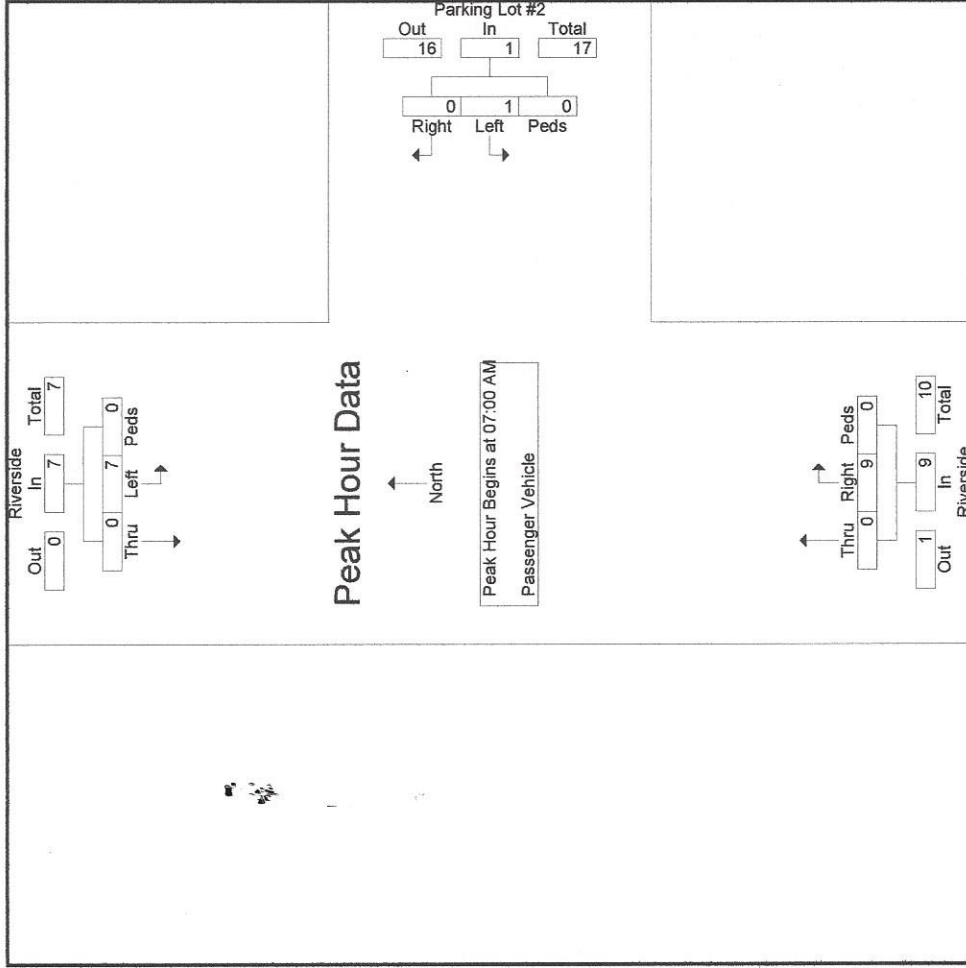 Parking Lot #2
Out In Total
16 1 17
0 1 0
Right Left Peds
Riverside
Out In Total
0 7 7
0 7 0
Thru Left Peds
Peak Hour Data
North
Peak Hour Begins at 07:00 AM
Passenger Vehicle
Thru Right Peds
0 9 0
1 9 10
Out In Total
Riverside